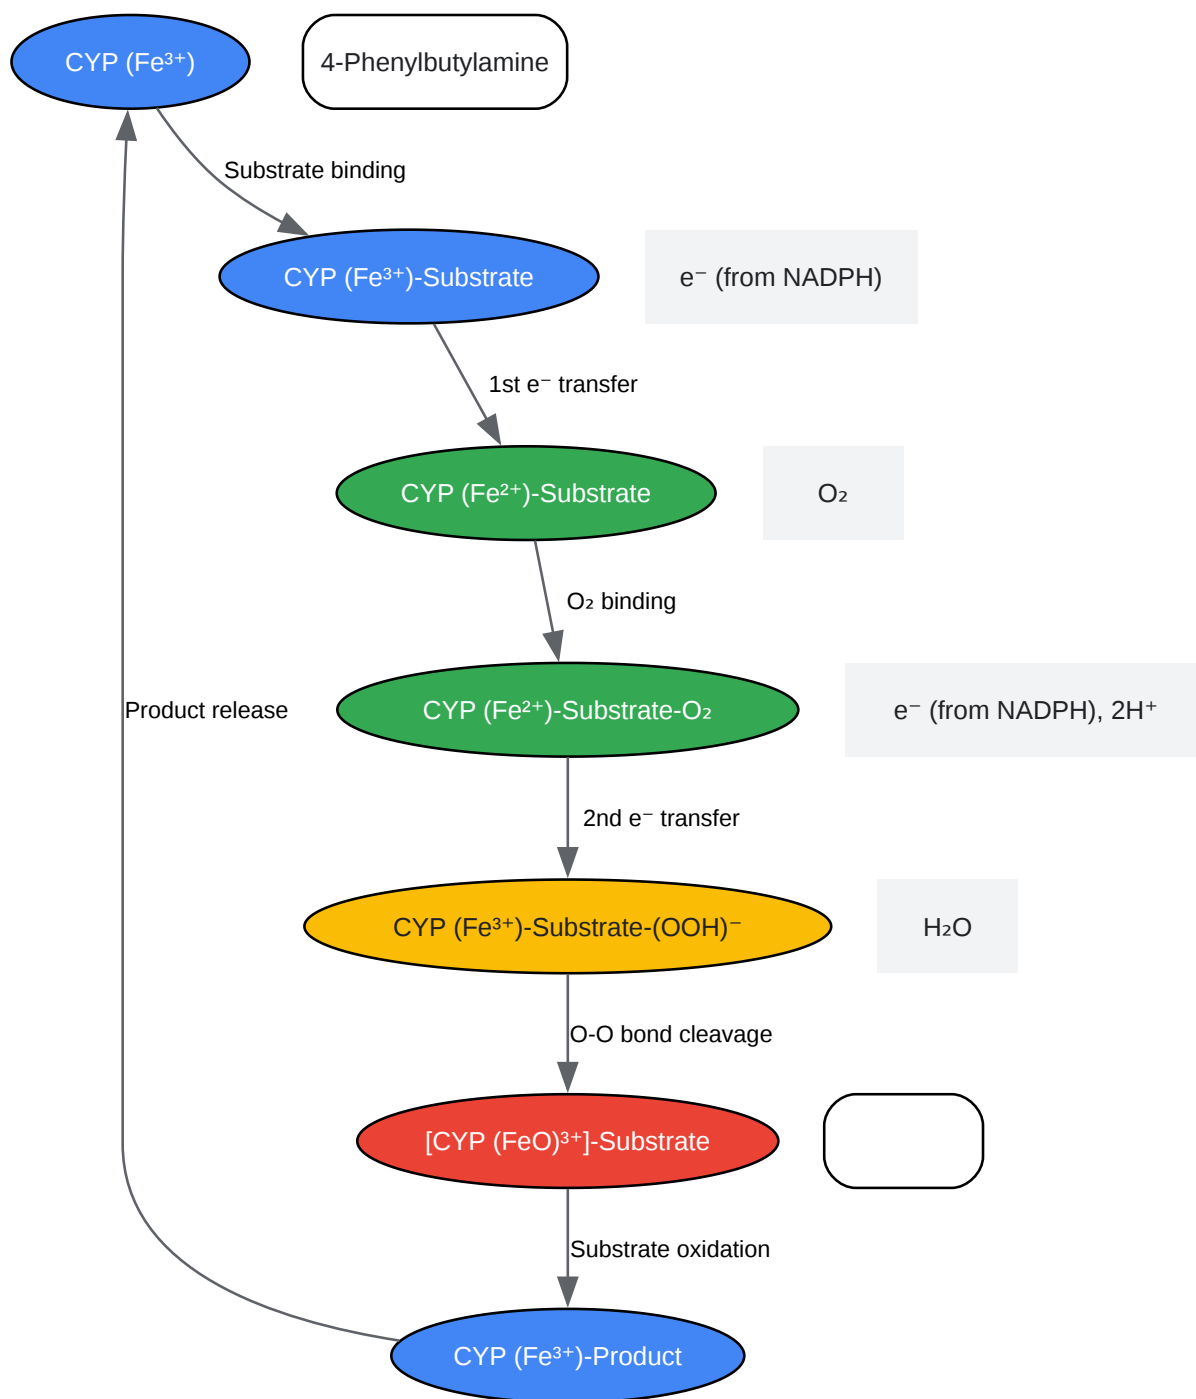 CYP (Fe³⁺)
4-Phenylbutylamine
Substrate binding
CYP (Fe³⁺)-Substrate
e⁻ (from NADPH)
1st e⁻ transfer
CYP (Fe²⁺)-Substrate
O₂
O₂ binding
Product release
CYP (Fe²⁺)-Substrate-O₂
e⁻ (from NADPH), 2H⁺
2nd e⁻ transfer
CYP (Fe³⁺)-Substrate-(OOH)⁻
H₂O
O-O bond cleavage
[CYP (FeO)³⁺]-Substrate
Substrate oxidation
CYP (Fe³⁺)-Product